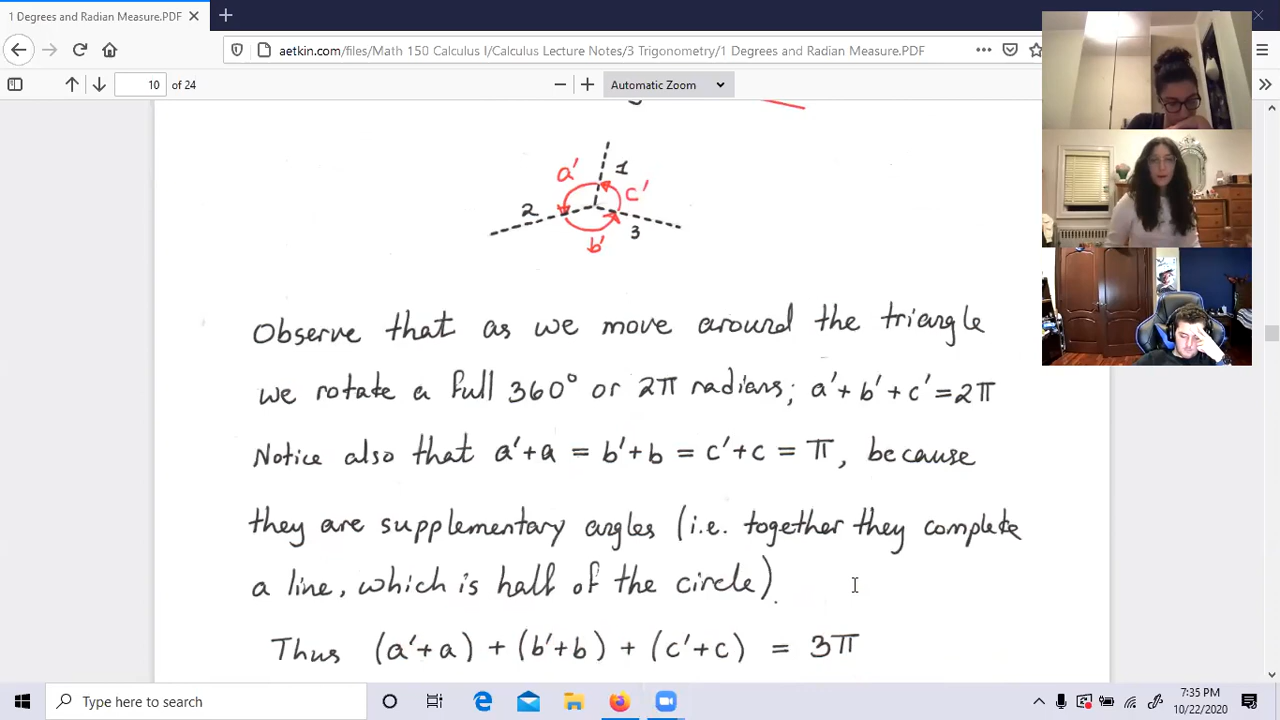 1 Degrees and Radian Measure.PDF
aetkin.com/files/Math 150 Calculus I/Calculus Lecture Notes/3 Trigonometry/1 Degrees and Radian Measure.PDF
10 of 24
Automatic Zoom
a' 1
c'
2
3
b'
Observe that as we move around the triangle
we rotate a full 360° or 2π radians; a'+ b'+ c'=2π
Notice also that a'+a = b'+b = c'+c = π, because
they are supplementary angles (i.e. together they complete
a line, which is half of the circle).
Thus (a'+a) + (b'+b) + (c'+c) = 3π
Type here to search
7:35 PM
10/22/2020